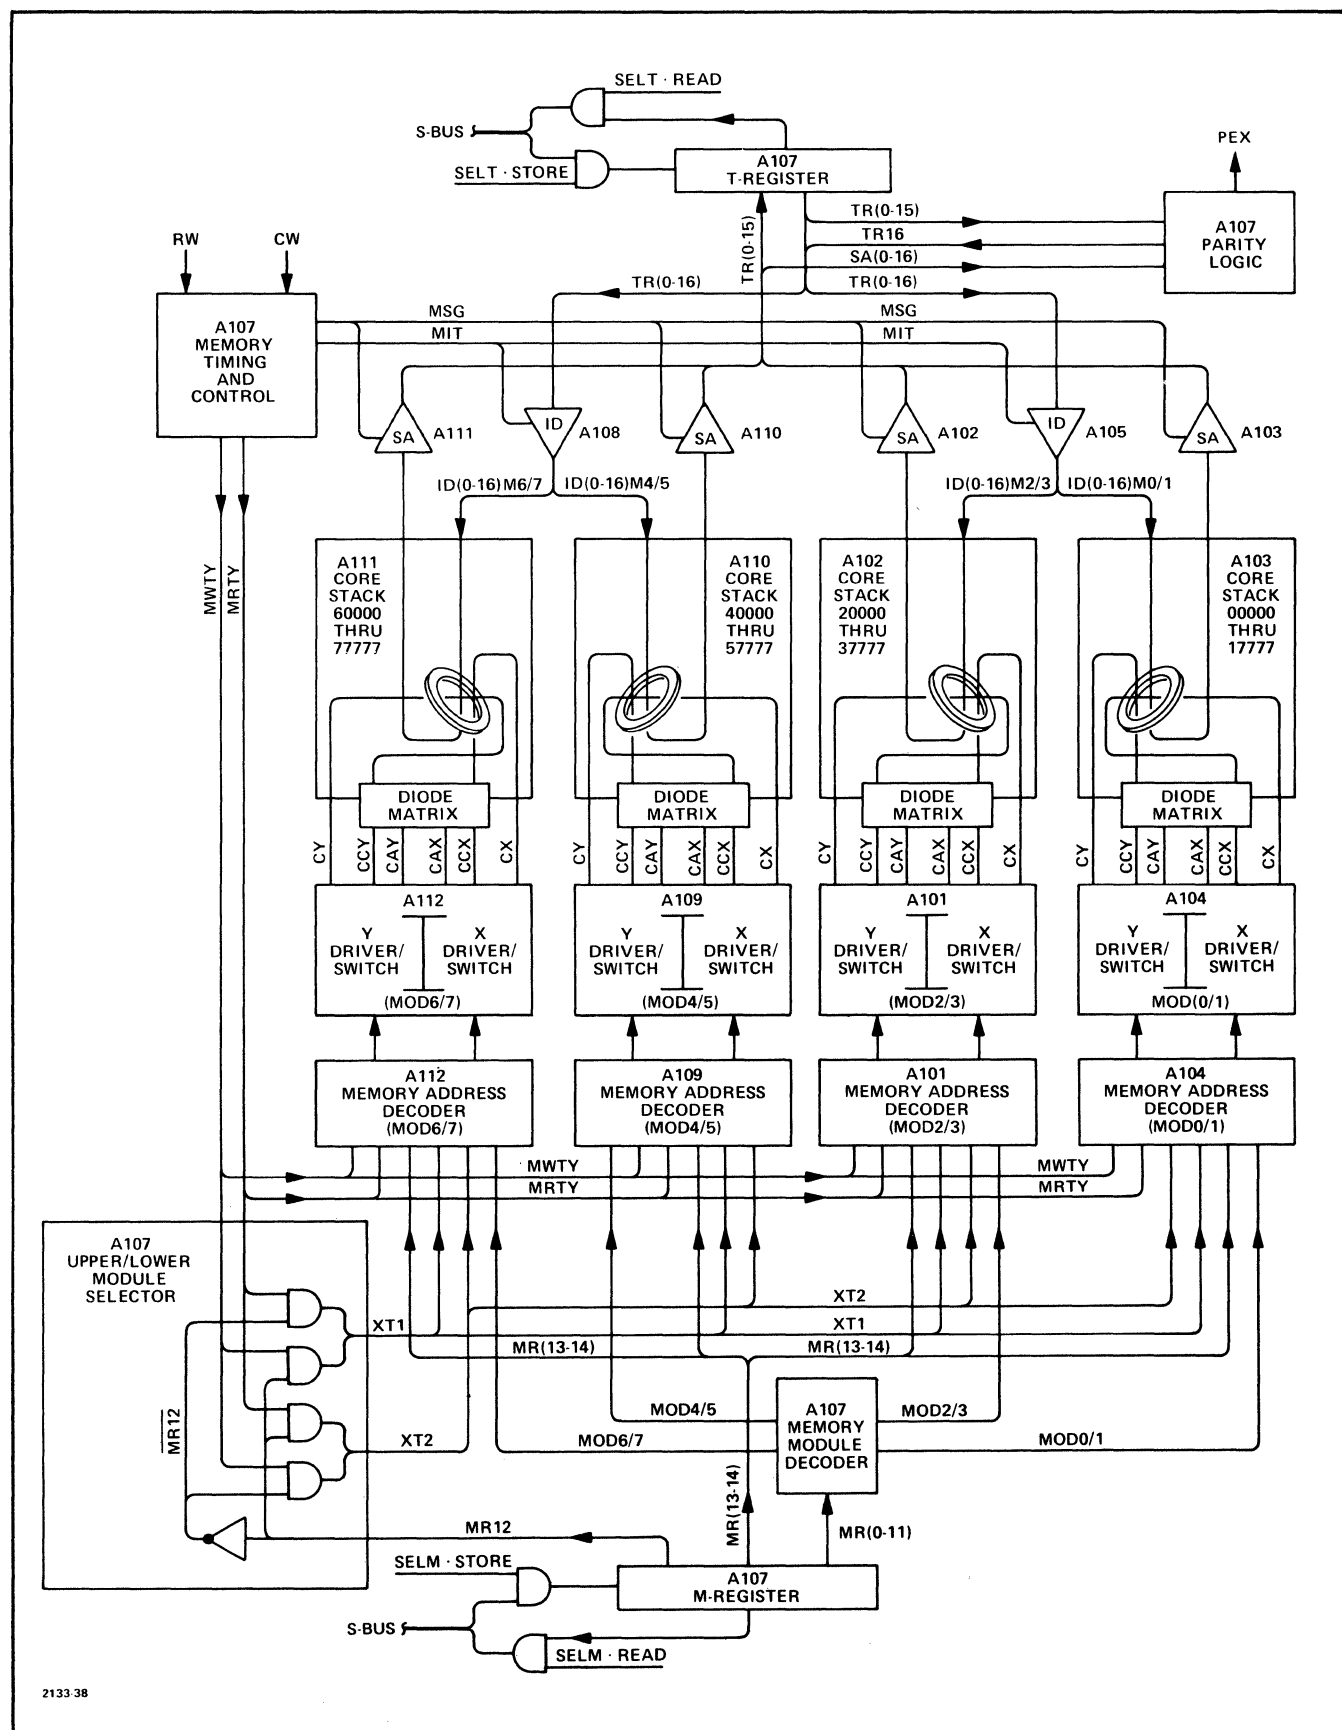 SELT · READ
S-BUS
SELT · STORE
A107
T-REGISTER
PEX
TR(0-15)
TR16
SA(0-16)
TR(0-16)
A107
PARITY
LOGIC
TR(0-15)
TR(0-16)
RW
CW
A107
MEMORY
TIMING
AND
CONTROL
MSG
MIT
MSG
MIT
SA
A111
ID
A108
SA
A110
SA
A102
ID
A105
SA
A103
ID(0-16)M6/7
ID(0-16)M4/5
ID(0-16)M2/3
ID(0-16)M0/1
MWTY
MRTY
A111
CORE
STACK
60000
THRU
77777
A110
CORE
STACK
40000
THRU
57777
A102
CORE
STACK
20000
THRU
37777
A103
CORE
STACK
00000
THRU
17777
DIODE
MATRIX
DIODE
MATRIX
DIODE
MATRIX
DIODE
MATRIX
CY
CCY
CAY
CAX
CCX
CX
CY
CCY
CAY
CAX
CCX
CX
CY
CCY
CAY
CAX
CCX
CX
CY
CCY
CAY
CAX
CCX
CX
A112
Y
DRIVER/
SWITCH
X
DRIVER/
SWITCH
(MOD6/7)
A109
Y
DRIVER/
SWITCH
X
DRIVER/
SWITCH
(MOD4/5)
A101
Y
DRIVER/
SWITCH
X
DRIVER/
SWITCH
(MOD2/3)
A104
Y
DRIVER/
SWITCH
X
DRIVER/
SWITCH
MOD(0/1)
A112
MEMORY ADDRESS
DECODER
(MOD6/7)
A109
MEMORY ADDRESS
DECODER
(MOD4/5)
A101
MEMORY ADDRESS
DECODER
(MOD2/3)
A104
MEMORY ADDRESS
DECODER
(MOD0/1)
MWTY
MRTY
MWTY
MRTY
A107
UPPER/LOWER
MODULE
SELECTOR
XT2
XT1
XT1
MR(13-14)
MR(13-14)
MR12
XT2
MOD4/5
MOD6/7
A107
MEMORY
MODULE
DECODER
MOD2/3
MOD0/1
MR(13-14)
MR(0-11)
MR12
SELM · STORE
A107
M-REGISTER
S-BUS
SELM · READ
2133-38